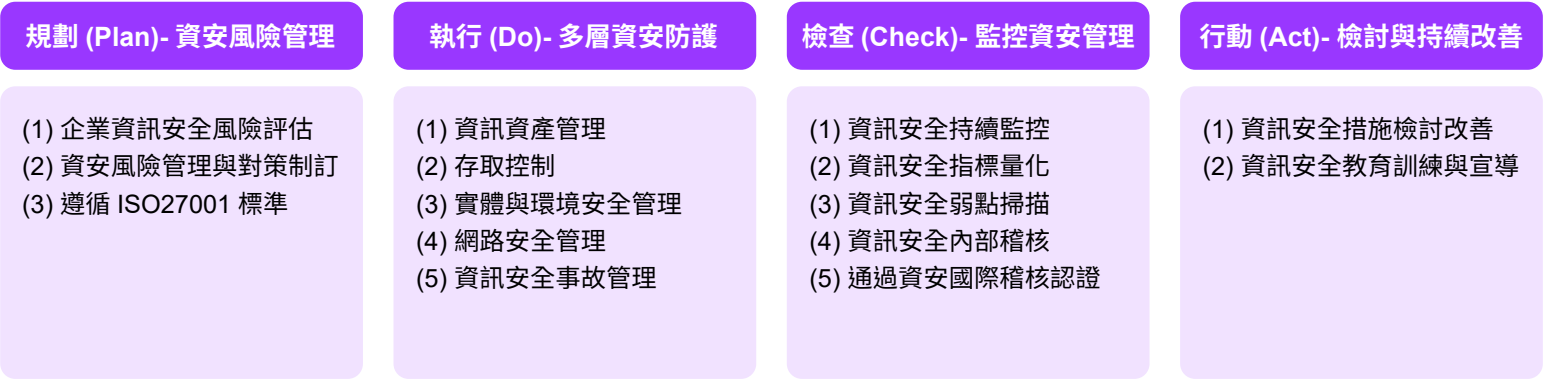 規劃 (Plan)- 資安風險管理
(1) 企業資訊安全風險評估
(2) 資安風險管理與對策制訂
(3) 遵循 ISO27001 標準
執行 (Do)- 多層資安防護
(1) 資訊資產管理
(2) 存取控制
(3) 實體與環境安全管理
(4) 網路安全管理
(5) 資訊安全事故管理
檢查 (Check)- 監控資安管理
(1) 資訊安全持續監控
(2) 資訊安全指標量化
(3) 資訊安全弱點掃描
(4) 資訊安全內部稽核
(5) 通過資安國際稽核認證
行動 (Act)- 檢討與持續改善
(1) 資訊安全措施檢討改善
(2) 資訊安全教育訓練與宣導